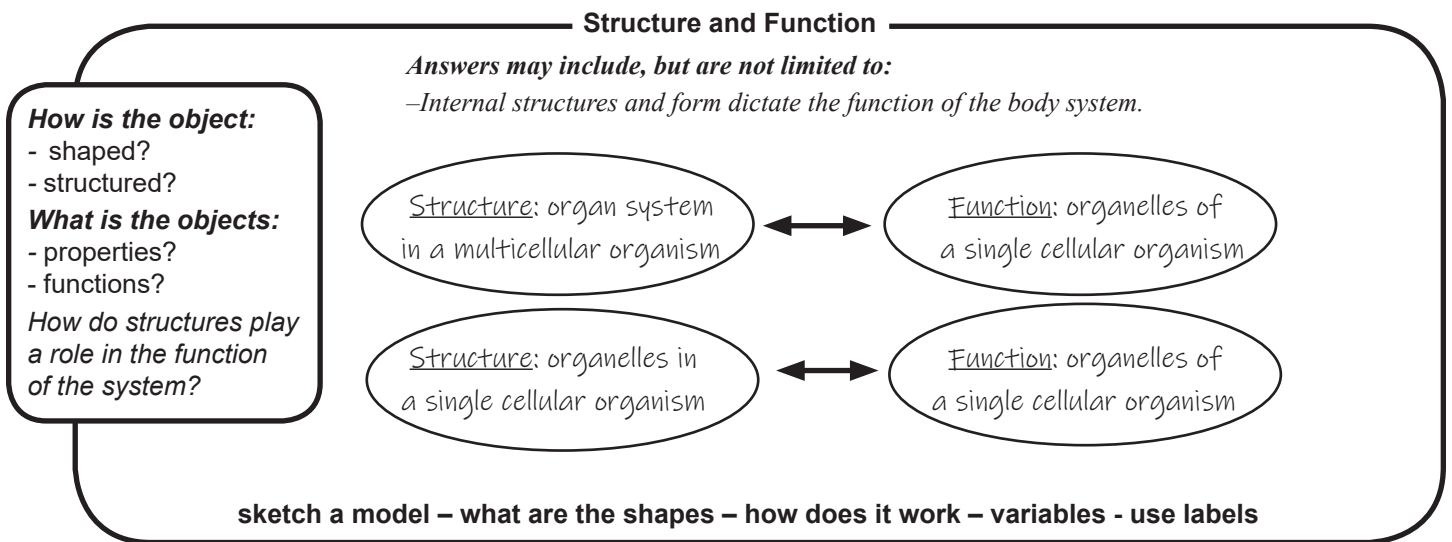 Structure and Function
Answers may include, but are not limited to:
–Internal structures and form dictate the function of the body system.
How is the object:
- shaped?
- structured?
What is the objects:
- properties?
- functions?
How do structures play
a role in the function
of the system?
Structure: organ system
in a multicellular organism
Function: organelles of
a single cellular organism
Structure: organelles in
a single cellular organism
Function: organelles of
a single cellular organism
sketch a model – what are the shapes – how does it work – variables - use labels